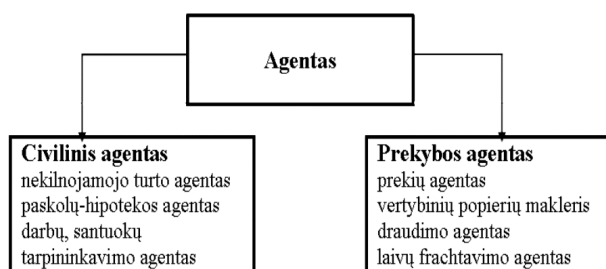 Agentas
Civilinis agentas
nekilnojamojo turto agentas
paskolų-hipotekos agentas
darbų, santuokų
tarpininkavimo agentas
Prekybos agentas
prekių agentas
vertybinių popierių makleris
draudimo agentas
laivų frachtavimo agentas